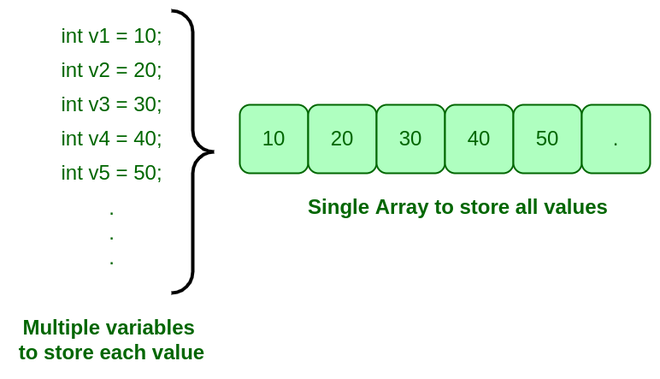 int v1 = 10;
int v2 = 20;
int v3 = 30;
int v4 = 40;
int v5 = 50;
.
.
.
10 20 30 40 50 .
Single Array to store all values
Multiple variables
to store each value